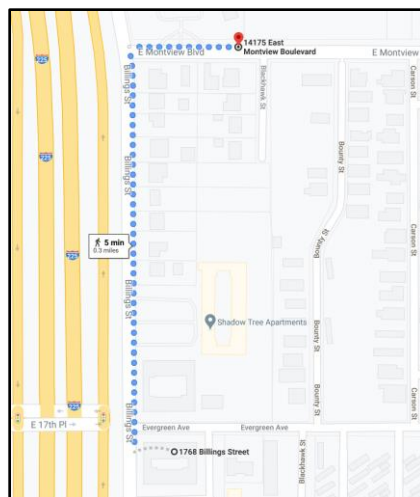 14175 East
Montview Boulevard
E Montview Blvd
E Montview
225
Billings St
Blackhawk St
Carson St
Bounty St
225
Billings St
5 min
0.3 miles
225
Bounty St
Carson St
Billings St
225
Shadow Tree Apartments
Bounty St
Billings St
Bounty St
Carson St
E 17th Pl
Evergreen Ave
Evergreen Ave
1768 Billings Street
Blackhawk St